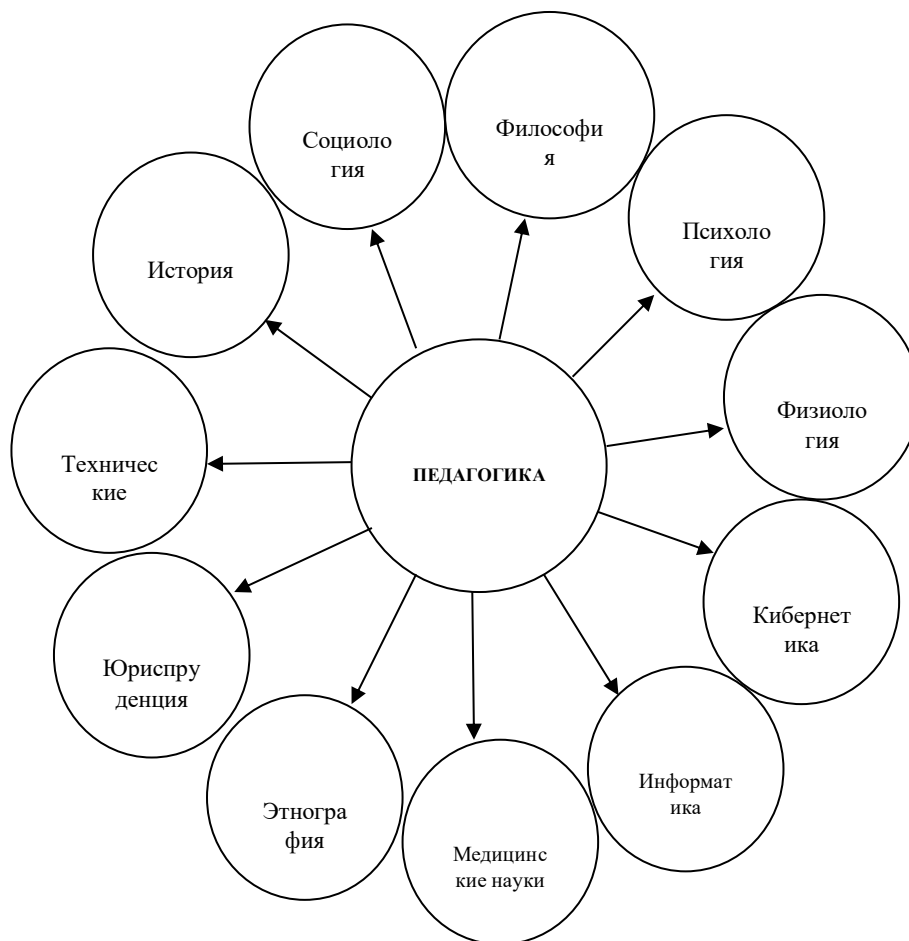 Социоло
гия
Философи
я
Психоло
гия
История
Физиоло
гия
Техничес
кие
ПЕДАГОГИКА
Кибернет
ика
Юриспру
денция
Информат
ика
Этногра
фия
Медицинс
кие науки